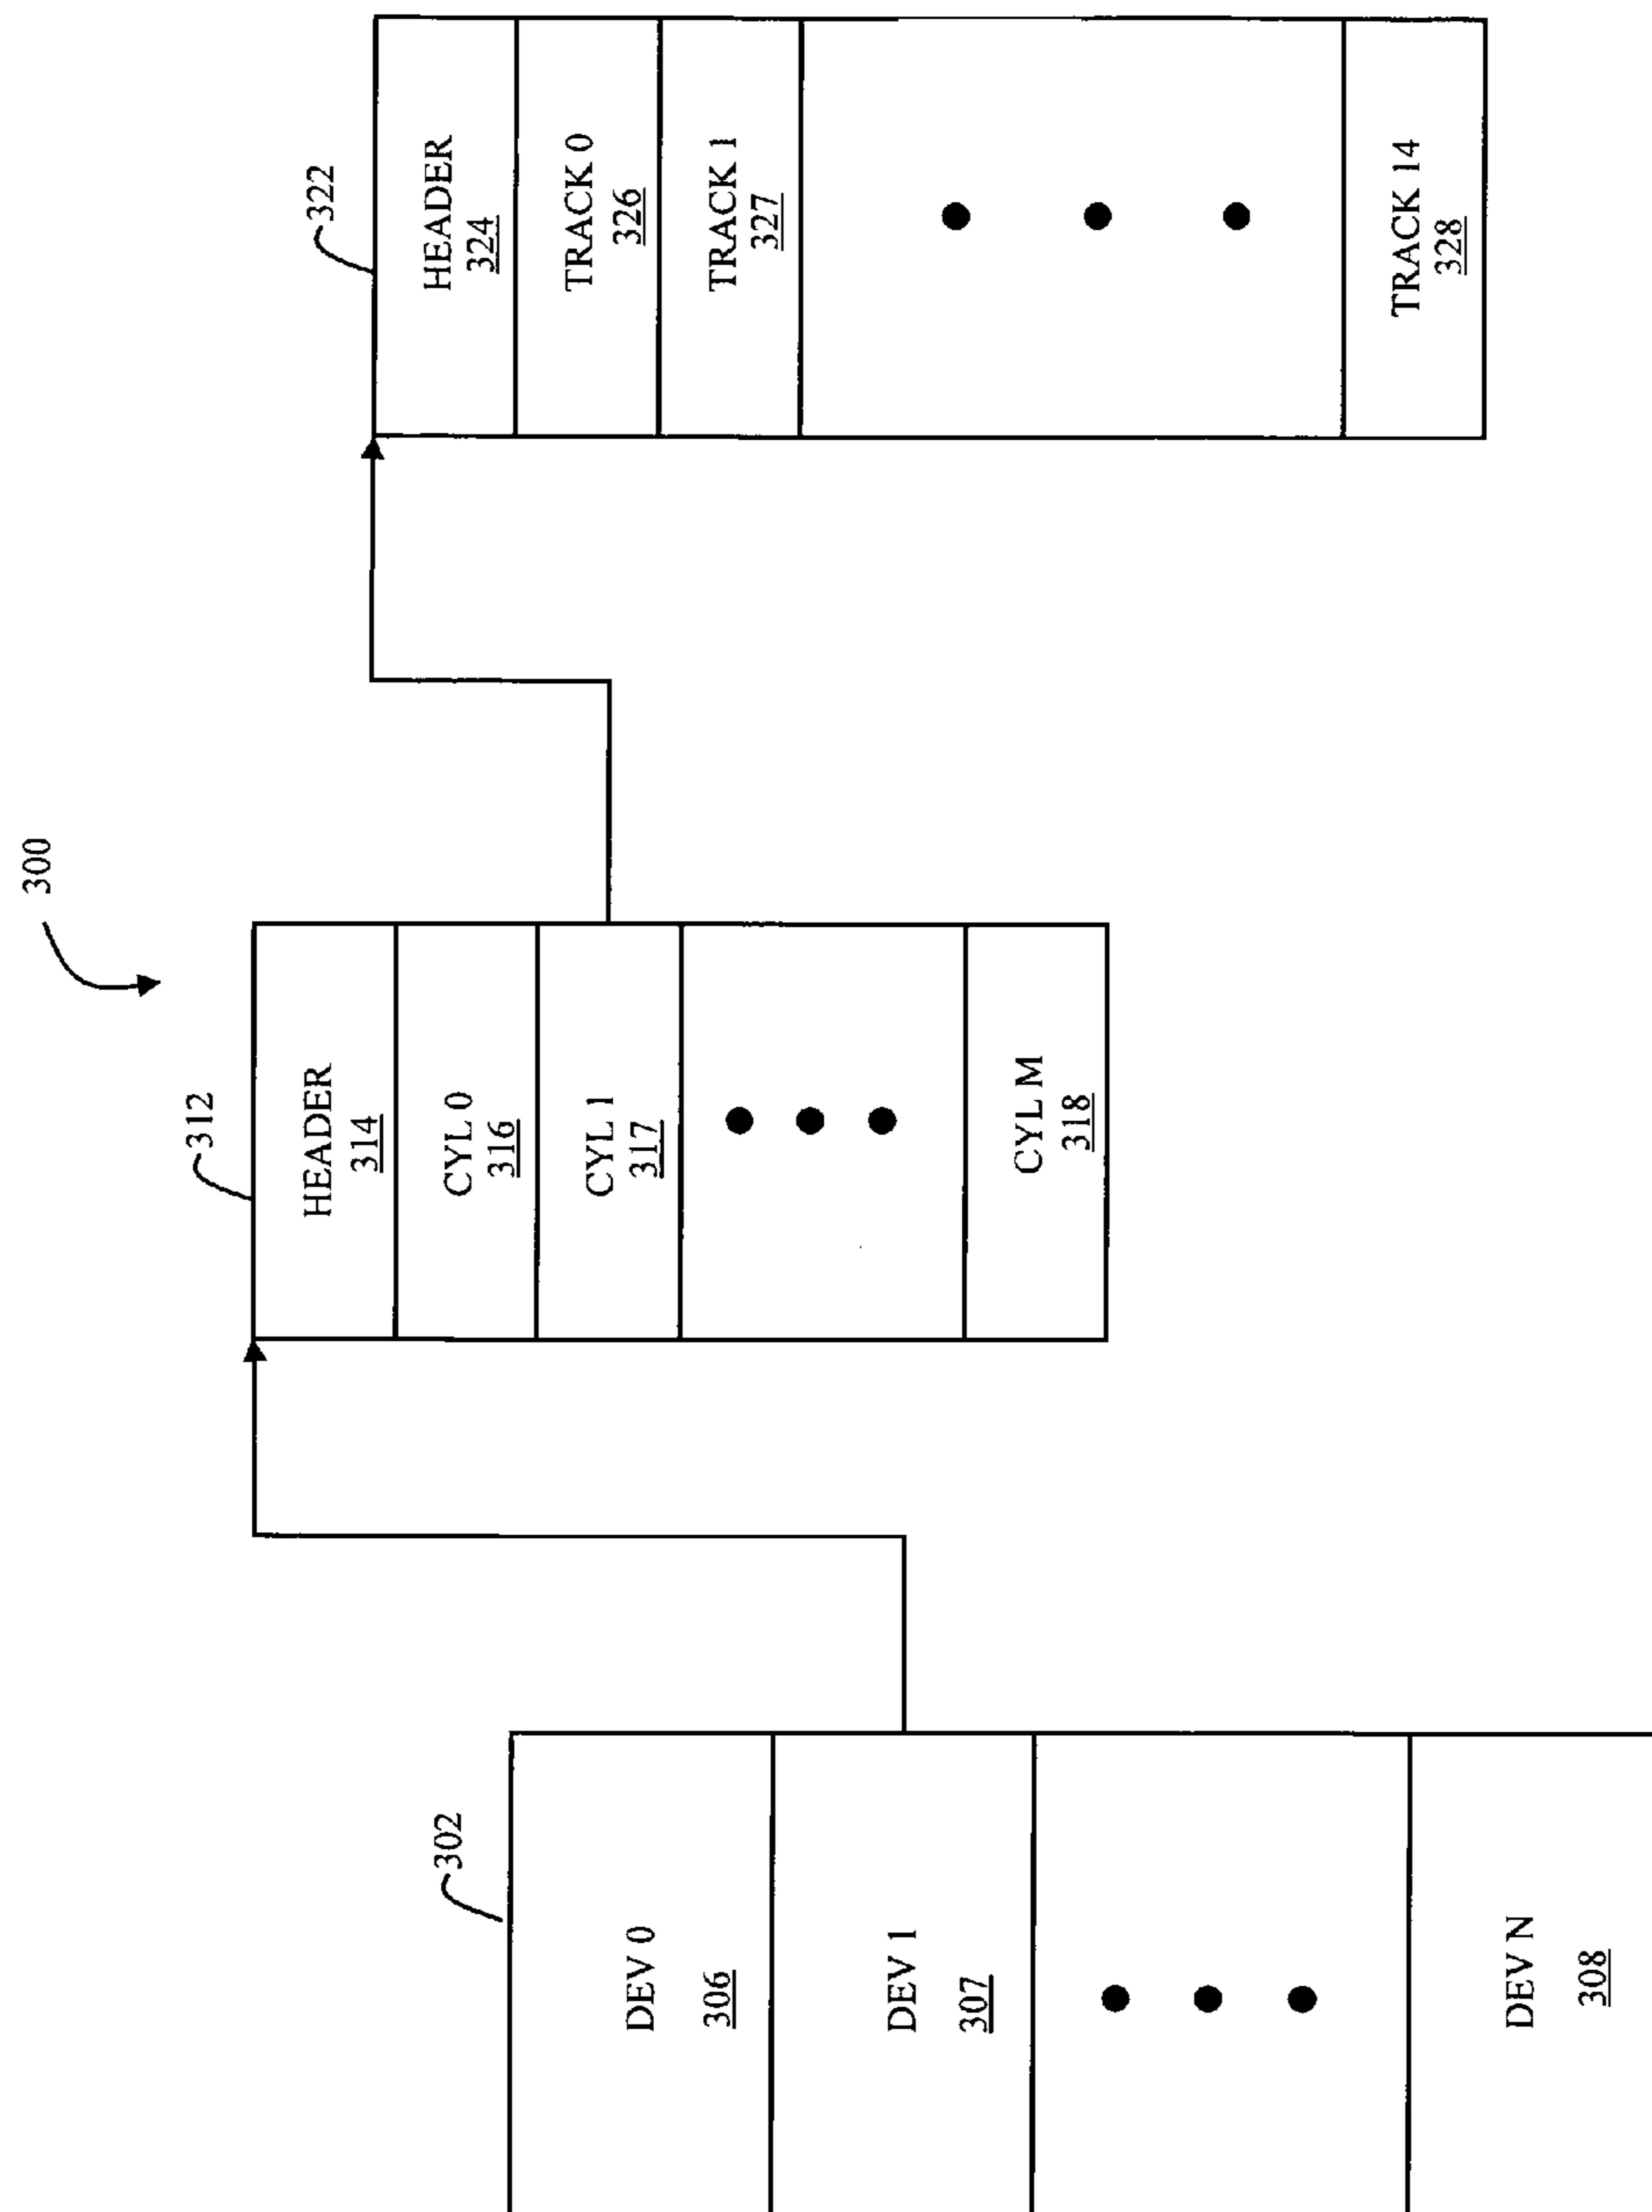 300
302
DEV 0
306
DEV 1
307
DEV N
308
312
HEADER
314
CYL 0
316
CYL 1
317
CYL M
318
322
HEADER
324
TRACK 0
326
TRACK 1
327
TRACK 14
328